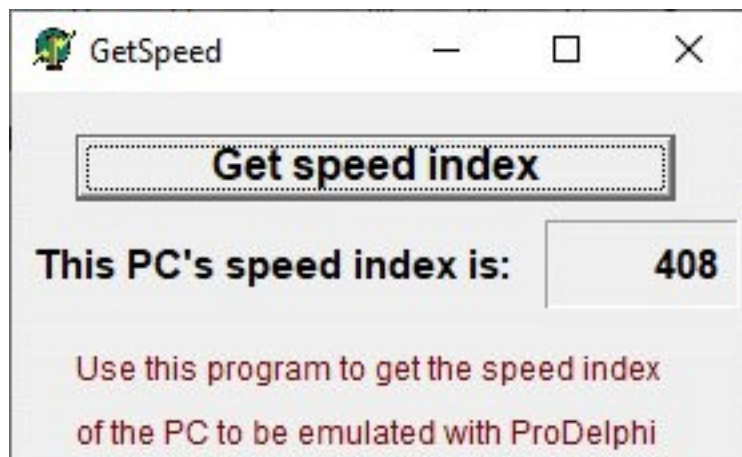 GetSpeed
Get speed index
This PC's speed index is: 408
Use this program to get the speed index
of the PC to be emulated with ProDelphi